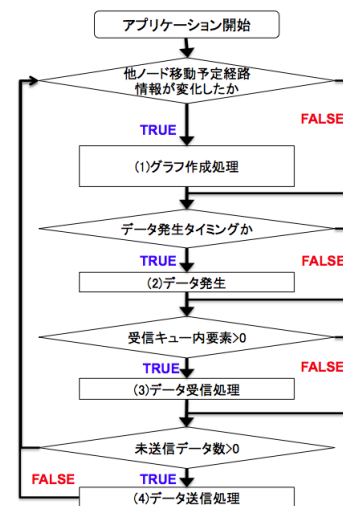 アプリケーション開始
他ノード移動予定経路
情報が変化したか
FALSE
TRUE
(1)グラフ作成処理
データ発生タイミングか
TRUE
FALSE
(2)データ発生
受信キュー内要素>0
TRUE
FALSE
(3)データ受信処理
未送信データ数>0
FALSE
TRUE
(4)データ送信処理